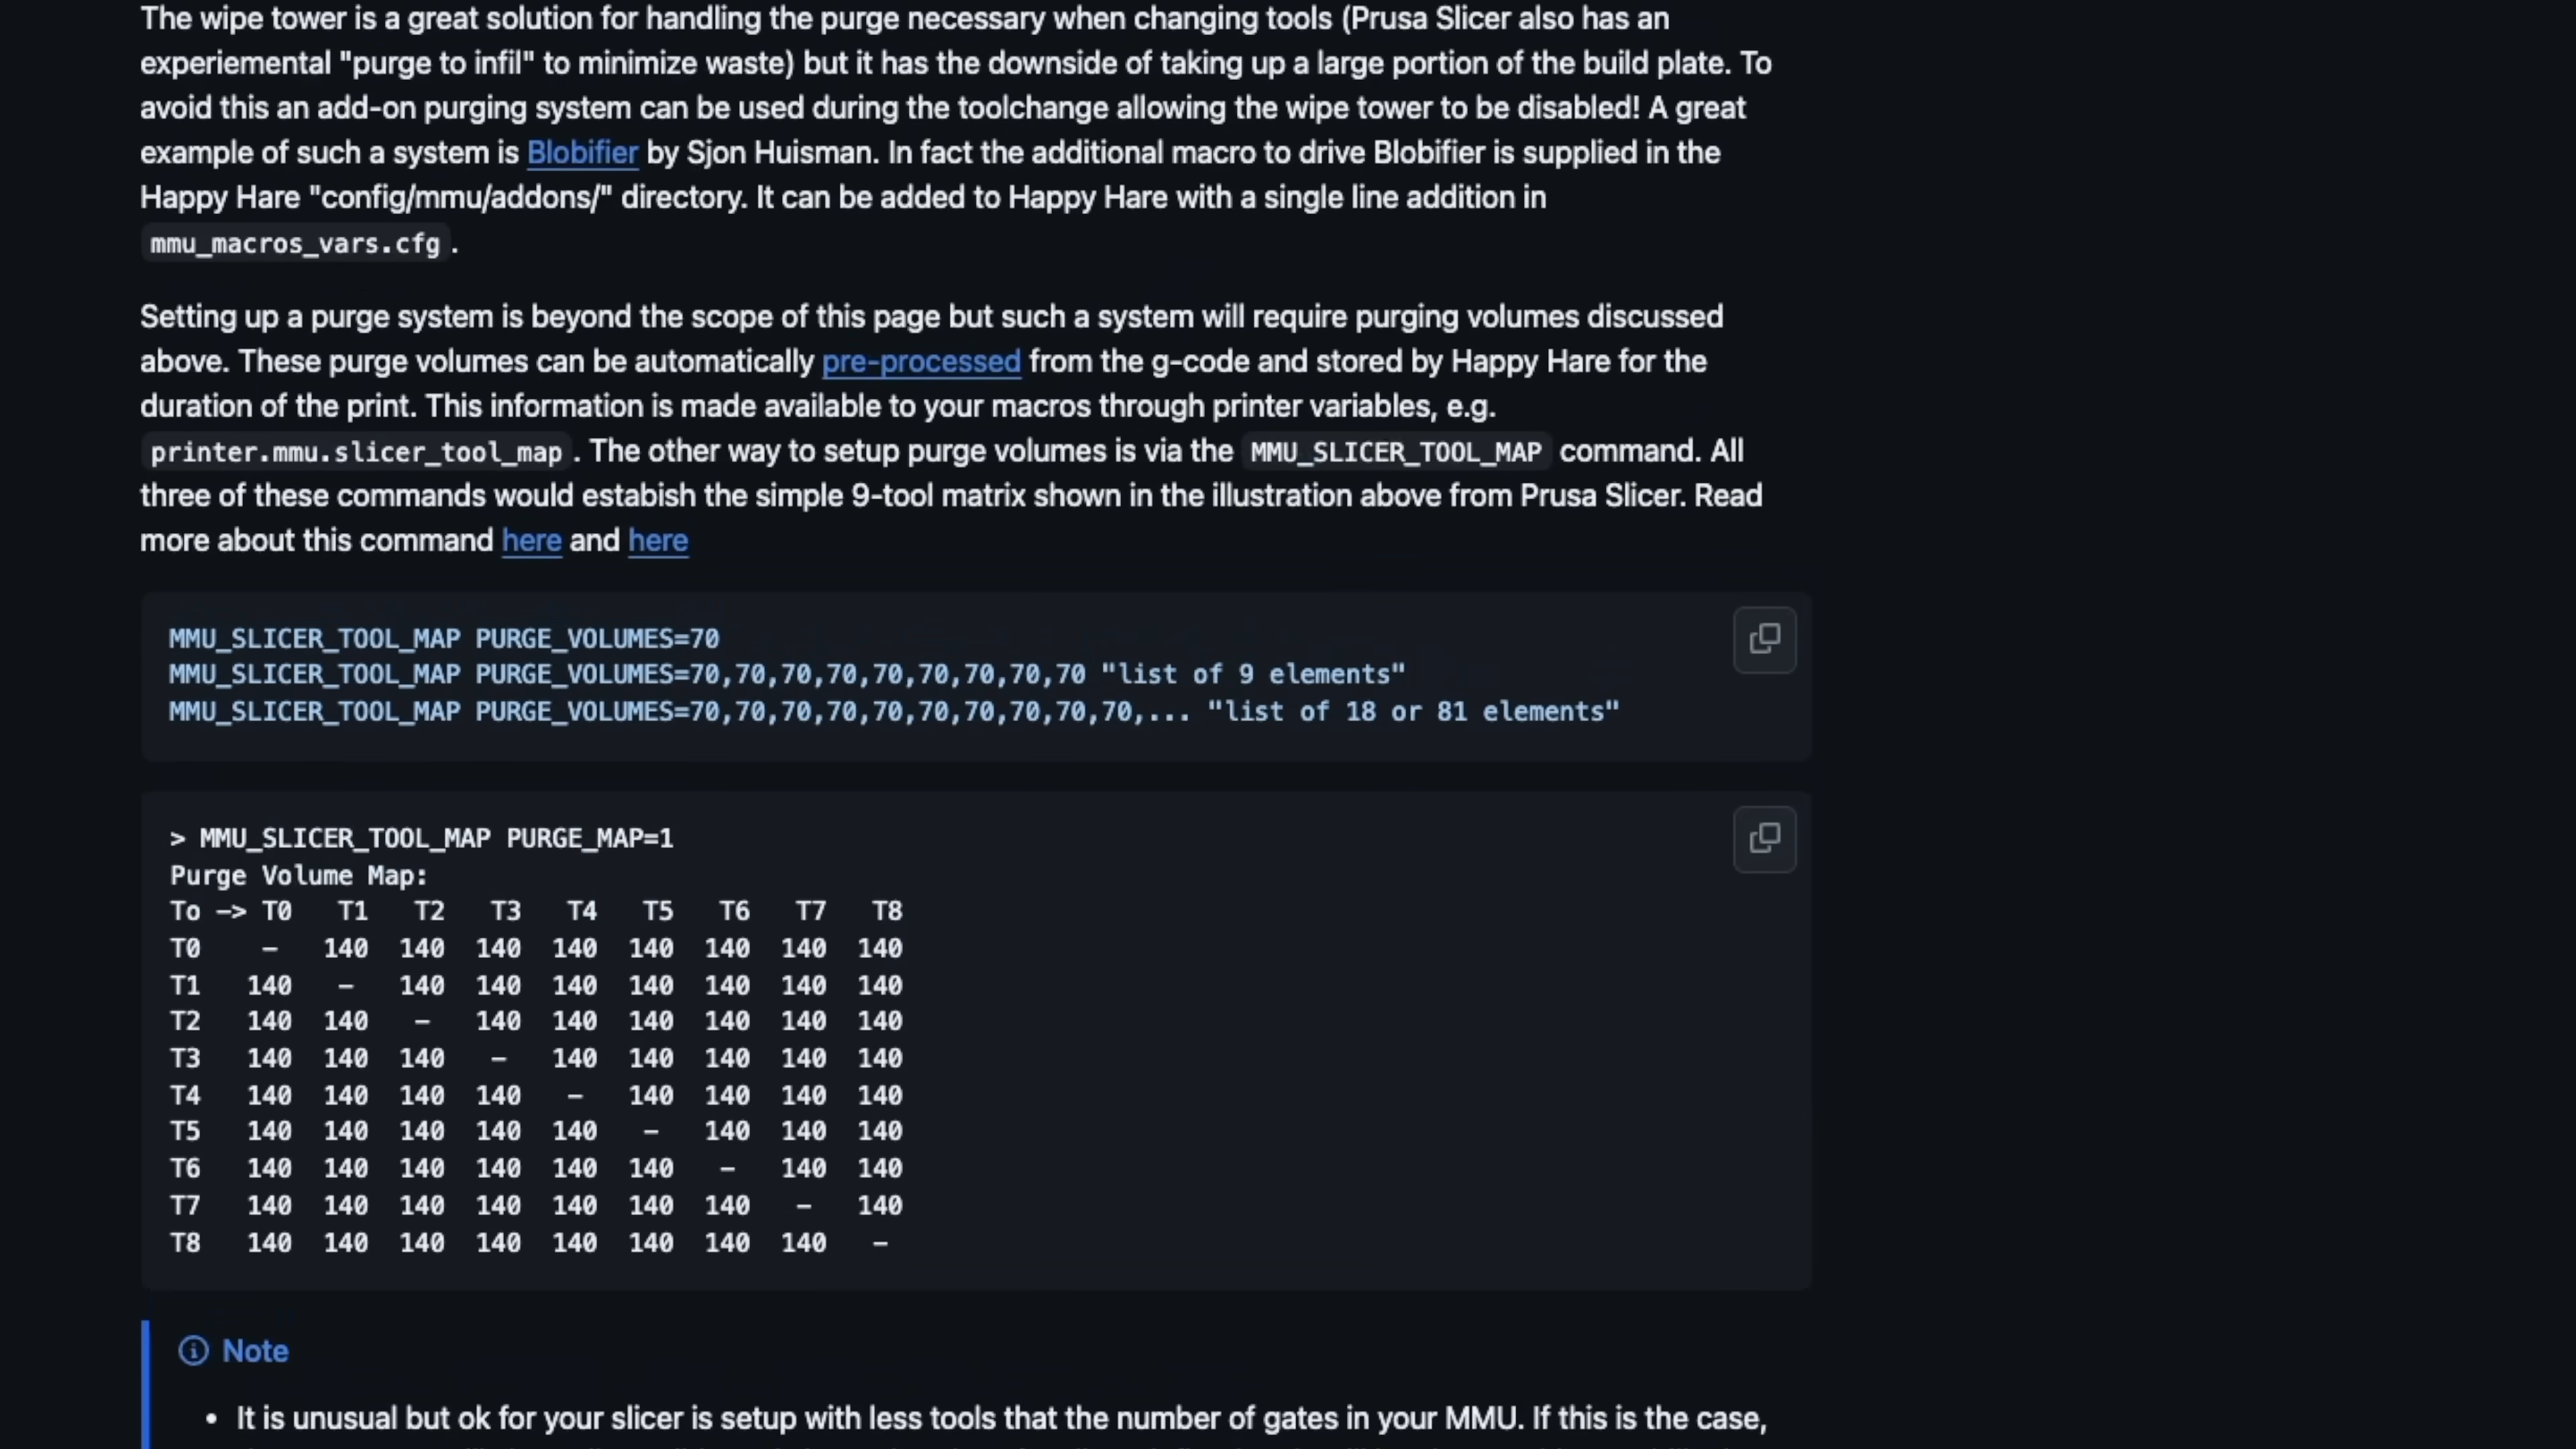 The wipe tower is a great solution for handling the purge necessary when changing tools (Prusa Slicer also has an
experiemental "purge to infil" to minimize waste) but it has the downside of taking up a large portion of the build plate. To
avoid this an add-on purging system can be used during the toolchange allowing the wipe tower to be disabled! A great
example of such a system is Blobifier by Sjon Huisman. In fact the additional macro to drive Blobifier is supplied in the
Happy Hare "config/mmu/addons/" directory. It can be added to Happy Hare with a single line addition in
mmu_macros_vars.cfg .
Setting up a purge system is beyond the scope of this page but such a system will require purging volumes discussed
above. These purge volumes can be automatically pre-processed from the g-code and stored by Happy Hare for the
duration of the print. This information is made available to your macros through printer variables, e.g.
printer.mmu.slicer_tool_map . The other way to setup purge volumes is via the MMU_SLICER_TOOL_MAP command. All
three of these commands would estabish the simple 9-tool matrix shown in the illustration above from Prusa Slicer. Read
more about this command here and here
MMU_SLICER_TOOL_MAP PURGE_VOLUMES=70
MMU_SLICER_TOOL_MAP PURGE_VOLUMES=70,70,70,70,70,70,70,70,70 "list of 9 elements"
MMU_SLICER_TOOL_MAP PURGE_VOLUMES=70,70,70,70,70,70,70,70,70,70,... "list of 18 or 81 elements"
> MMU_SLICER_TOOL_MAP PURGE_MAP=1
Purge Volume Map:
To -> T0 T1 T2 T3 T4 T5 T6 T7 T8
T0 - 140 140 140 140 140 140 140 140
T1 140 - 140 140 140 140 140 140 140
T2 140 140 - 140 140 140 140 140 140
T3 140 140 140 - 140 140 140 140 140
T4 140 140 140 140 - 140 140 140 140
T5 140 140 140 140 140 - 140 140 140
T6 140 140 140 140 140 140 - 140 140
T7 140 140 140 140 140 140 140 - 140
T8 140 140 140 140 140 140 140 140 -
Note
• It is unusual but ok for your slicer is setup with less tools that the number of gates in your MMU. If this is the case,